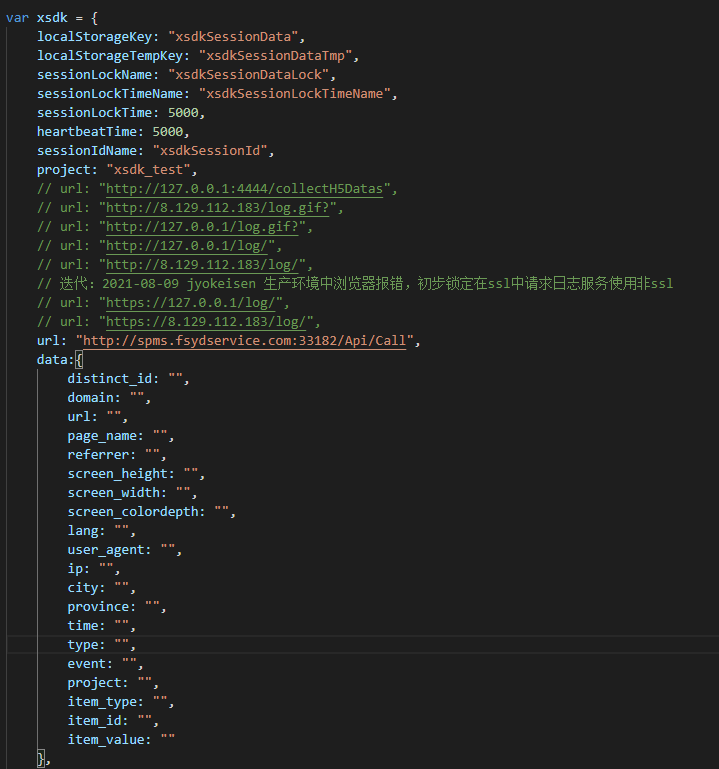 var xsdk = {
localStorageKey: "xsdkSessionData",
localStorageTempKey: "xsdkSessionDataTmp",
sessionLockName: "xsdkSessionDataLock",
sessionLockTimeName: "xsdkSessionLockTimeName",
sessionLockTime: 5000,
heartbeatTime: 5000,
sessionIdName: "xsdkSessionId",
project: "xsdk_test",
// url: "http://127.0.0.1:4444/collectH5Datas",
// url: "http://8.129.112.183/log.gif?",
// url: "http://127.0.0.1/log.gif?",
// url: "http://127.0.0.1/log/",
// url: "http://8.129.112.183/log/",
// 迭代：2021-08-09 jyokeisen 生产环境中浏览器报错，初步锁定在ssl中请求日志服务使用非ssl
// url: "https://127.0.0.1/log/",
// url: "https://8.129.112.183/log/",
url: "http://spms.fsydservice.com:33182/Api/Call",
data:{
distinct_id: "",
domain: "",
url: "",
page_name: "",
referrer: "",
screen_height: "",
screen_width: "",
screen_colordepth: "",
lang: "",
user_agent: "",
ip: "",
city: "",
province: "",
time: "",
type: "",
event: "",
project: "",
item_type: "",
item_id: "",
item_value: ""
},